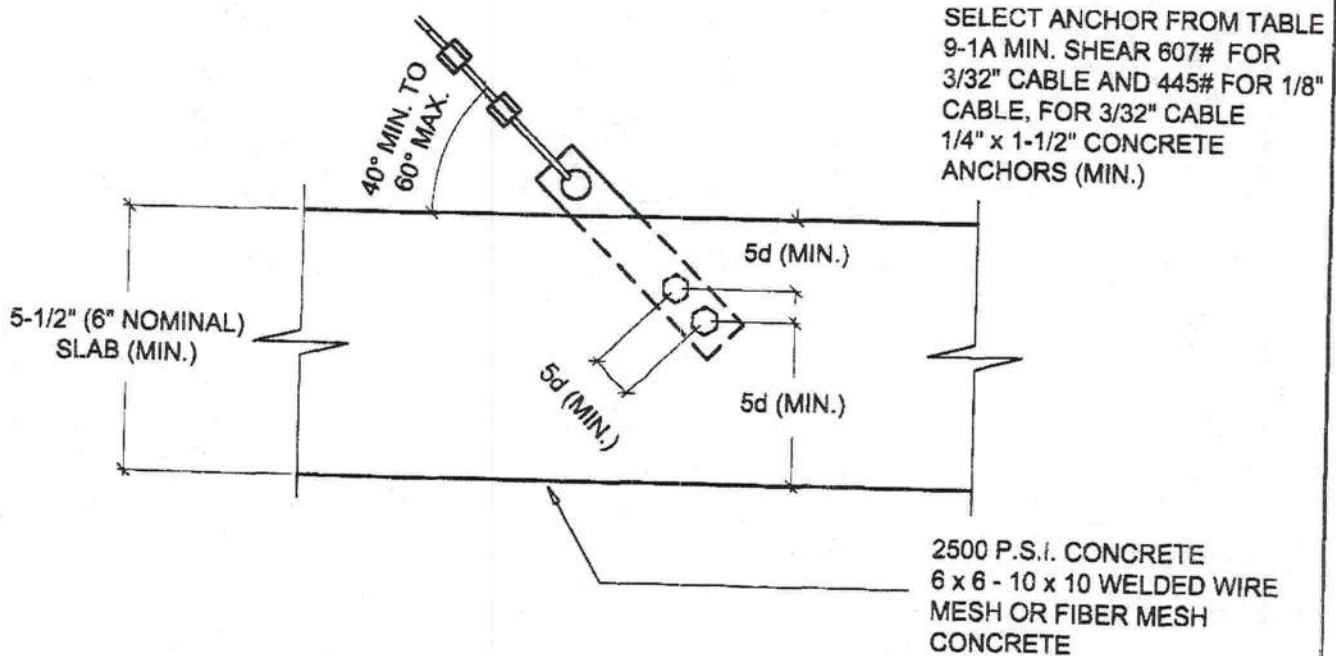 SELECT ANCHOR FROM TABLE
9-1A MIN. SHEAR 607# FOR
3/32" CABLE AND 445# FOR 1/8"
CABLE, FOR 3/32" CABLE
1/4" x 1-1/2" CONCRETE
ANCHORS (MIN.)
40° MIN. TO
60° MAX.
5d (MIN.)
5-1/2" (6" NOMINAL)
SLAB (MIN.)
5d (MIN.)
5d (MIN.)
2500 P.S.I. CONCRETE
6 x 6 - 10 x 10 WELDED WIRE
MESH OR FIBER MESH
CONCRETE